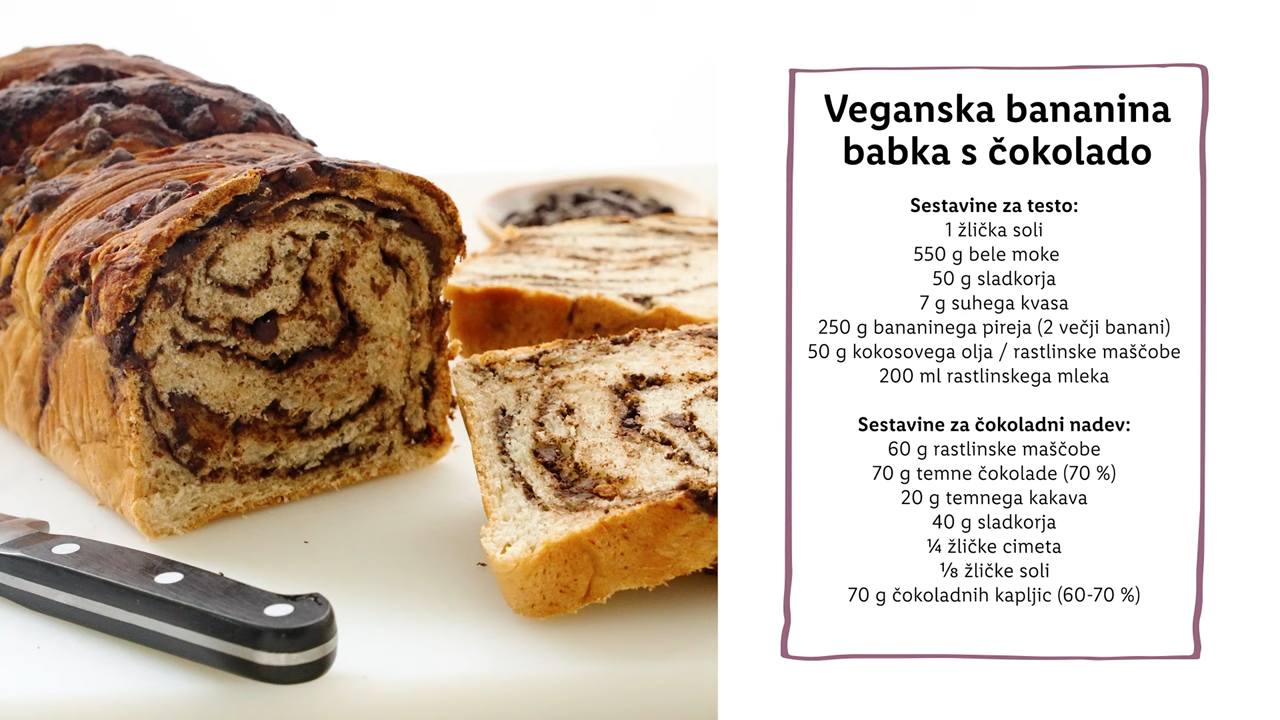 Veganska bananina
babka s čokolado
Sestavine za testo:
1 žlička soli
550 g bele moke
50 g sladkorja
7 g suhega kvasa
250 g bananinega pireja (2 večji banani)
50 g kokosovega olja / rastlinske maščobe
200 ml rastlinskega mleka
Sestavine za čokoladni nadev:
60 g rastlinske maščobe
70 g temne čokolade (70 %)
20 g temnega kakava
40 g sladkorja
¼ žličke cimeta
⅛ žličke soli
70 g čokoladnih kapljic (60-70 %)